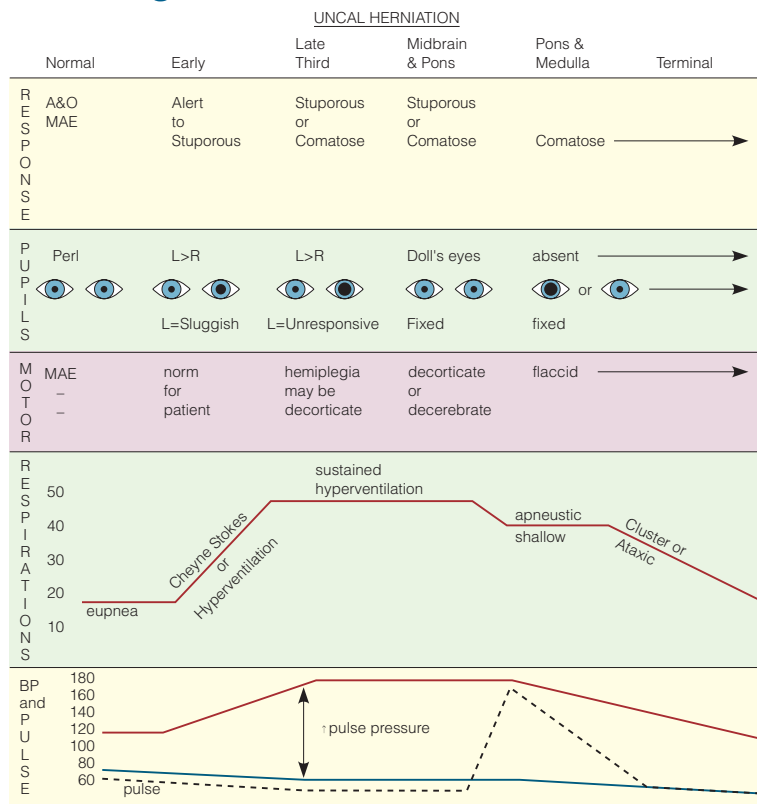 UNCAL HERNIATION
Normal
Early
Late
Third
Midbrain
& Pons
Pons &
Medulla
Terminal
RESPONSE
A&O
MAE
Alert
to
Stuporous
Stuporous
or
Comatose
Stuporous
or
Comatose
Comatose
PUPILS
Perl
L>R
L>R
Doll's eyes
absent
or
L=Sluggish
L=Unresponsive
Fixed
fixed
MOTOR
MAE
–
–
norm
for
patient
hemiplegia
may be
decorticate
decorticate
or
decerebrate
flaccid
RESPIRATIONS
50
40
30
20
10
eupnea
Cheyne Stokes
or
Hyperventilation
sustained
hyperventilation
apneustic
shallow
Cluster or
Ataxic
BP
and
PULSE
180
160
140
120
100
80
60
↑pulse pressure
pulse